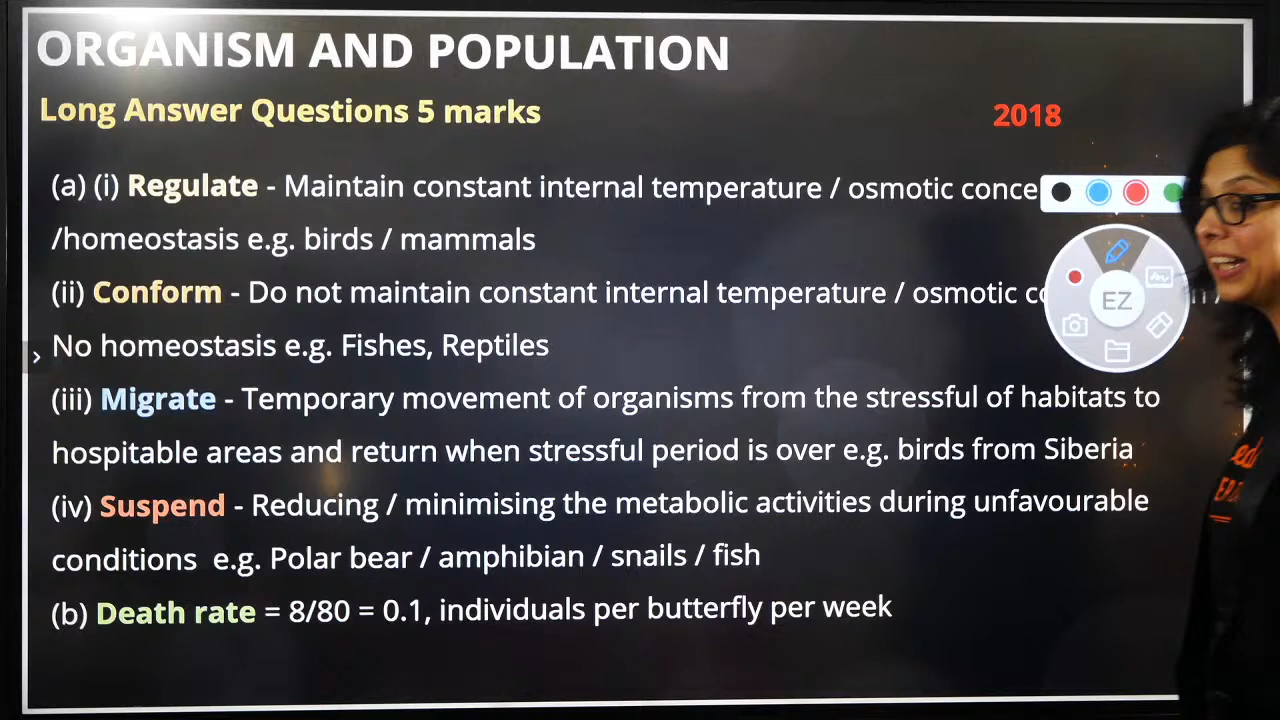 ORGANISM AND POPULATION
Long Answer Questions 5 marks
2018
(a) (i) Regulate - Maintain constant internal temperature / osmotic conce
/homeostasis e.g. birds / mammals
(ii) Conform - Do not maintain constant internal temperature / osmotic co
EZ
No homeostasis e.g. Fishes, Reptiles
(iii) Migrate - Temporary movement of organisms from the stressful of habitats to
hospitable areas and return when stressful period is over e.g. birds from Siberia
(iv) Suspend - Reducing / minimising the metabolic activities during unfavourable
conditions e.g. Polar bear / amphibian / snails / fish
(b) Death rate = 8/80 = 0.1, individuals per butterfly per week